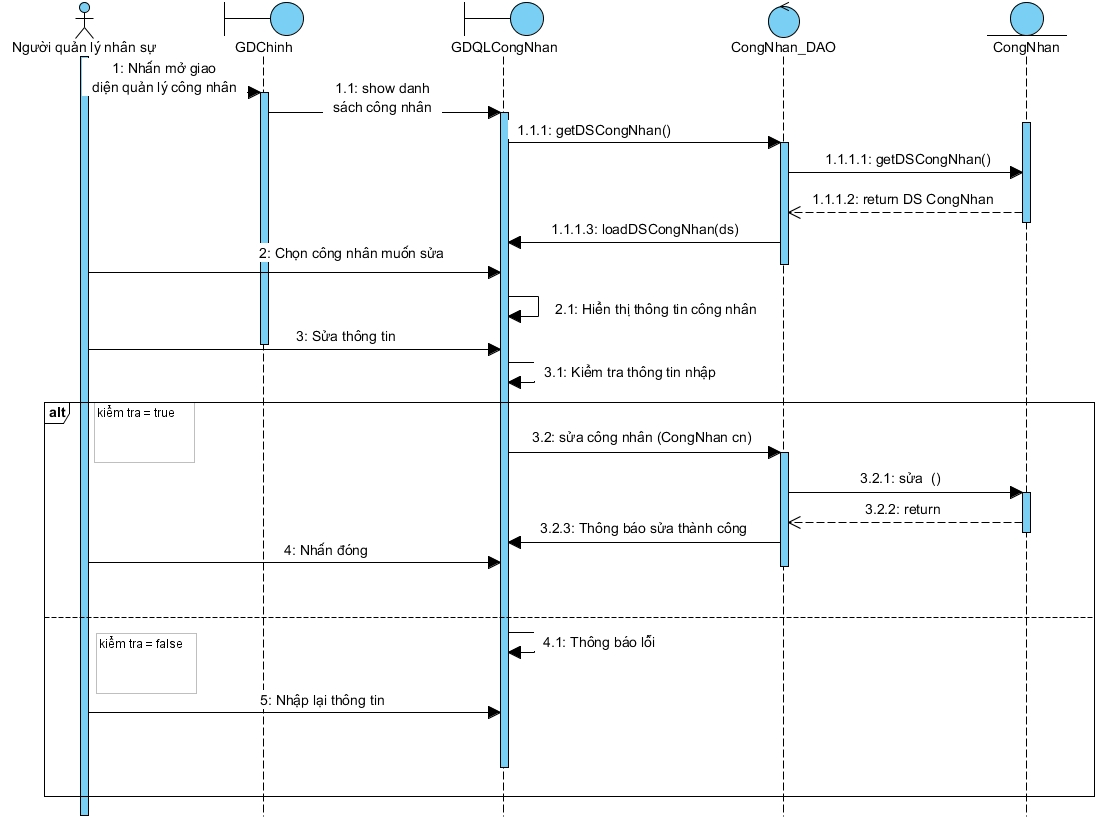 Người quản lý nhân sự
GDChinh
GDQLCongNhan
CongNhan_DAO
CongNhan
1: Nhấn mở giao
diện quản lý công nhân
1.1: show danh
sách công nhân
1.1.1: getDSCongNhan()
1.1.1.1: getDSCongNhan()
1.1.1.2: return DS CongNhan
1.1.1.3: loadDSCongNhan(ds)
2: Chọn công nhân muốn sửa
2.1: Hiển thị thông tin công nhân
3: Sửa thông tin
3.1: Kiểm tra thông tin nhập
alt
kiểm tra = true
3.2: sửa công nhân (CongNhan cn)
3.2.1: sửa  ()
3.2.2: return
3.2.3: Thông báo sửa thành công
4: Nhấn đóng
kiểm tra = false
4.1: Thông báo lỗi
5: Nhập lại thông tin